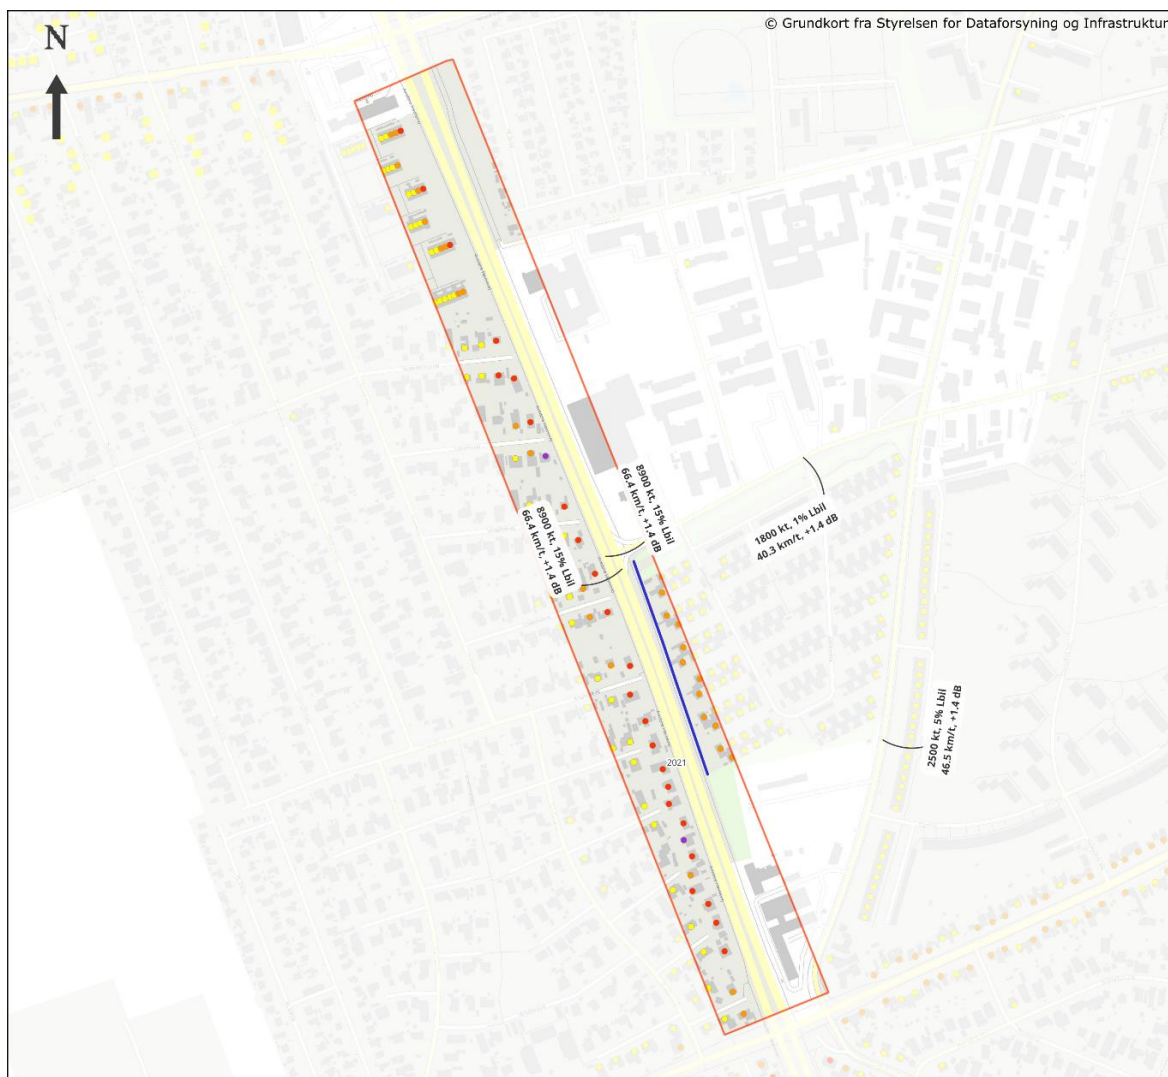 © Grundkort fra Styrelsen for Dataforsyning og Infrastruktur
N
8900 kt, 15% Lbil
66.4 km/t, +1.4 dB
8900 kt, 15% Lbil
66.4 km/t, +1.4 dB
1800 kt, 1% Lbil
40.3 km/t, +1.4 dB
2500 kt, 5% Lbil
46.5 km/t, +1.4 dB
2021